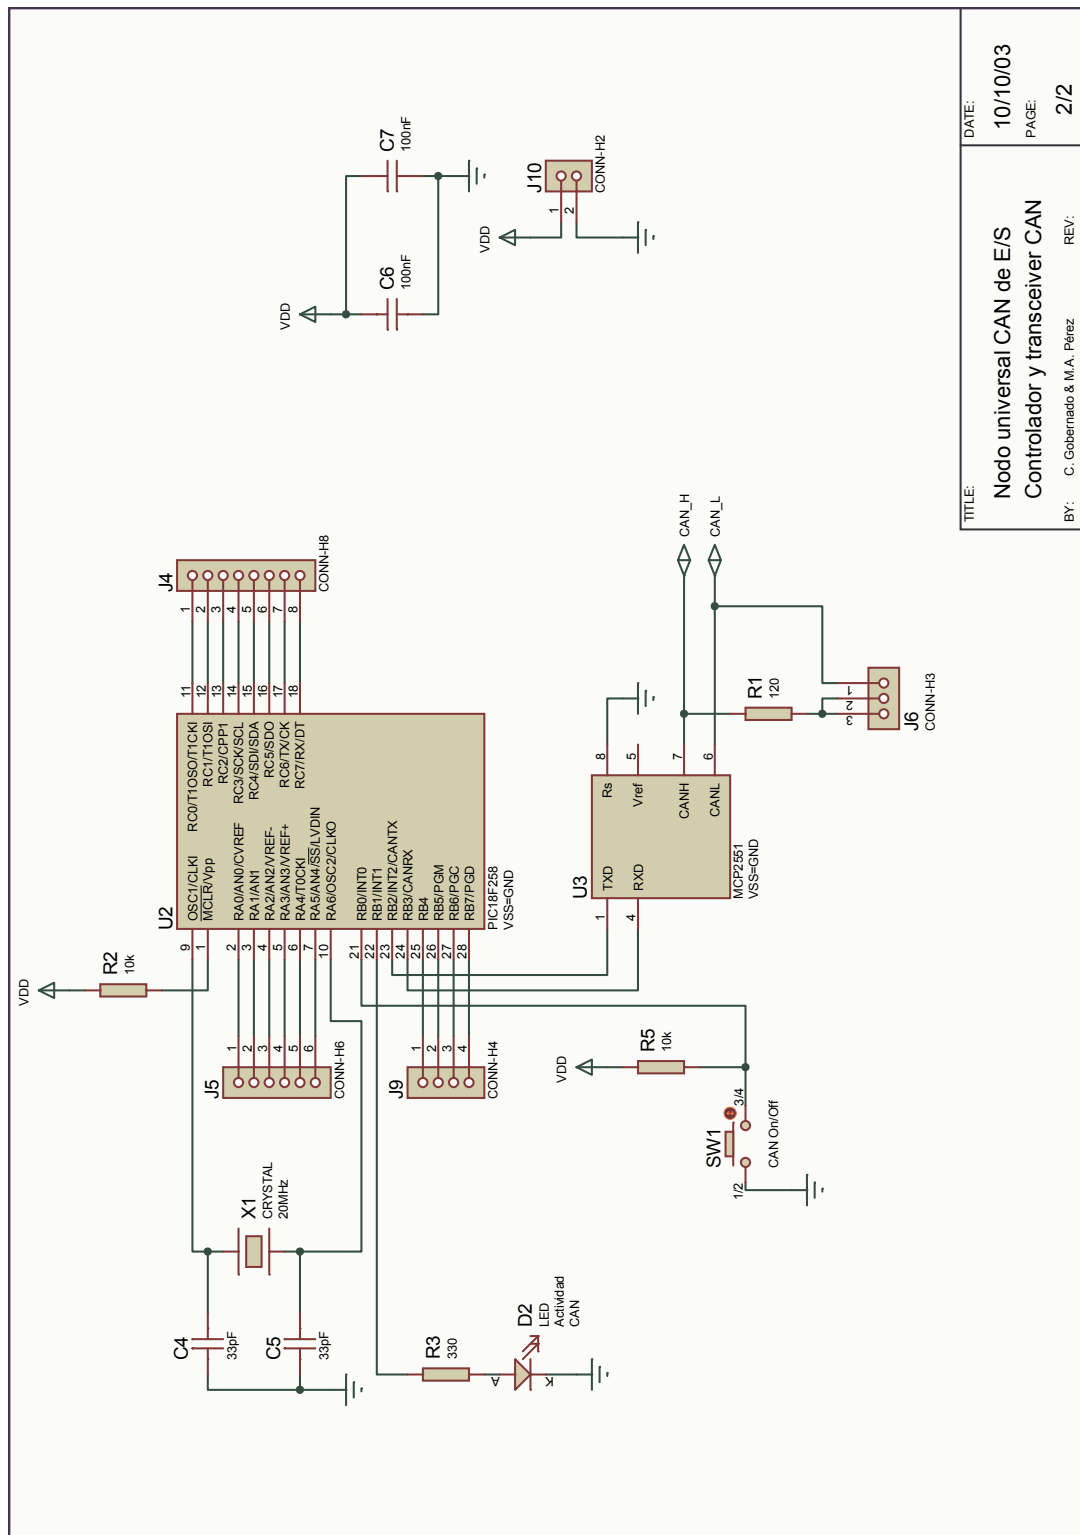 C4
33pF
C5
33pF
X1
CRYSTAL
20MHz
VDD
R2
10k
J5
CONN-H6
1
2
3
4
5
6
J9
CONN-H4
1
2
3
4
U2
9
1
2
3
4
5
6
7
10
21
22
23
24
25
26
27
28
OSC1/CLKI
MCLR/Vpp
RA0/AN0/CVREF
RA1/AN1
RA2/AN2/VREF-
RA3/AN3/VREF+
RA4/T0CKI
RA5/AN4/SS/LVDIN
RA6/OSC2/CLKO
RB0/INT0
RB1/INT1
RB2/INT2/CANTX
RB3/CANRX
RB4
RB5/PGM
RB6/PGC
RB7/PGD
RC0/T1OSO/T1CKI
RC1/T1OSI
RC2/CPP1
RC3/SCK/SCL
RC4/SDI/SDA
RC5/SDO
RC6/TX/CK
RC7/RX/DT
11
12
13
14
15
16
17
18
PIC18F258
VSS=GND
J4
CONN-H8
1
2
3
4
5
6
7
8
VDD
C6
100nF
C7
100nF
VDD
J10
CONN-H2
1
2
R3
330
D2
LED
Actividad
CAN
A
K
VDD
R5
10k
SW1
1/2
3/4
CAN On/Off
U3
1
4
TXD
RXD
Rs
Vref
CANH
CANL
8
5
7
6
MCP2551
VSS=GND
R1
120
CAN_H
CAN_L
J6
CONN-H3
1
2
3
TITLE:
Nodo universal CAN de E/S
Controlador y transceiver CAN
BY: C. Gobernado & M.A. Pérez
REV:
DATE:
10/10/03
PAGE:
2/2